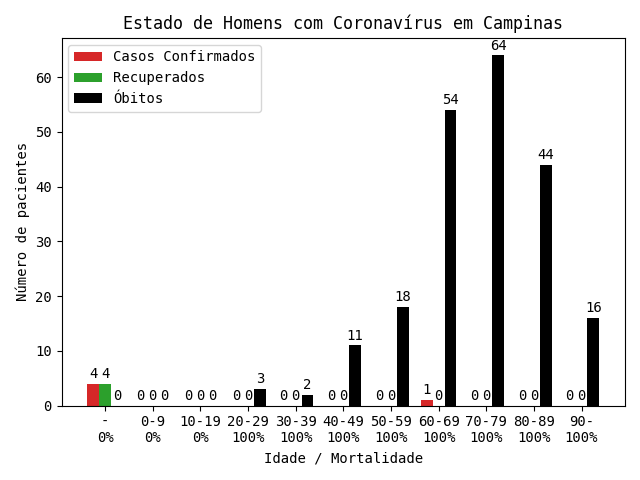 Estado de Homens com Coronavírus em Campinas
Casos Confirmados
Recuperados
Óbitos
Número de pacientes
60
50
40
30
20
10
0
4 4 0
0 0 0
0 0 0
0 0 3
0 0 2
0 0 11
0 0 18
1 0 54
0 0 64
0 0 44
0 0 16
- 0-9 10-19 20-29 30-39 40-49 50-59 60-69 70-79 80-89 90-
0% 0% 0% 100% 100% 100% 100% 100% 100% 100% 100%
Idade / Mortalidade